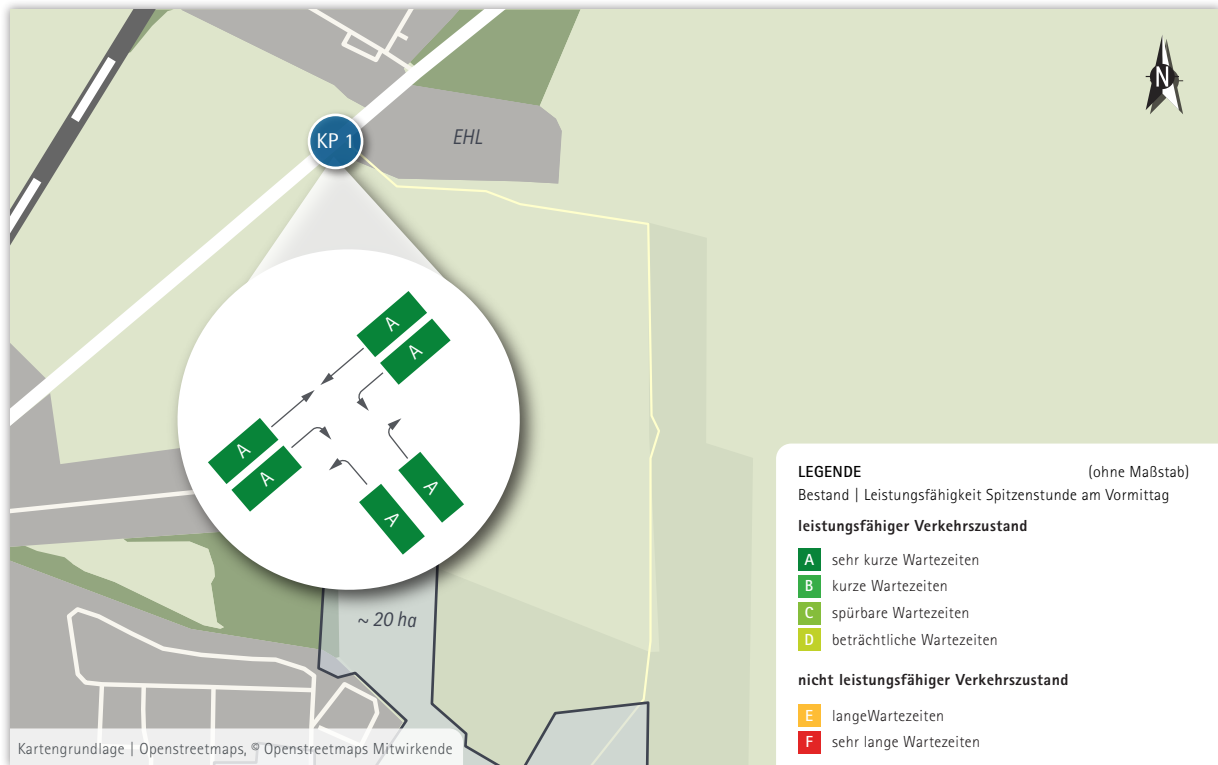 N
KP 1
EHL
A
A
A
A
A
A
~ 20 ha
LEGENDE (ohne Maßstab)
Bestand | Leistungsfähigkeit Spitzenstunde am Vormittag
leistungsfähiger Verkehrszustand
A sehr kurze Wartezeiten
B kurze Wartezeiten
C spürbare Wartezeiten
D beträchtliche Wartezeiten
nicht leistungsfähiger Verkehrszustand
E langeWartezeiten
F sehr lange Wartezeiten
Kartengrundlage | Openstreetmaps, © Openstreetmaps Mitwirkende